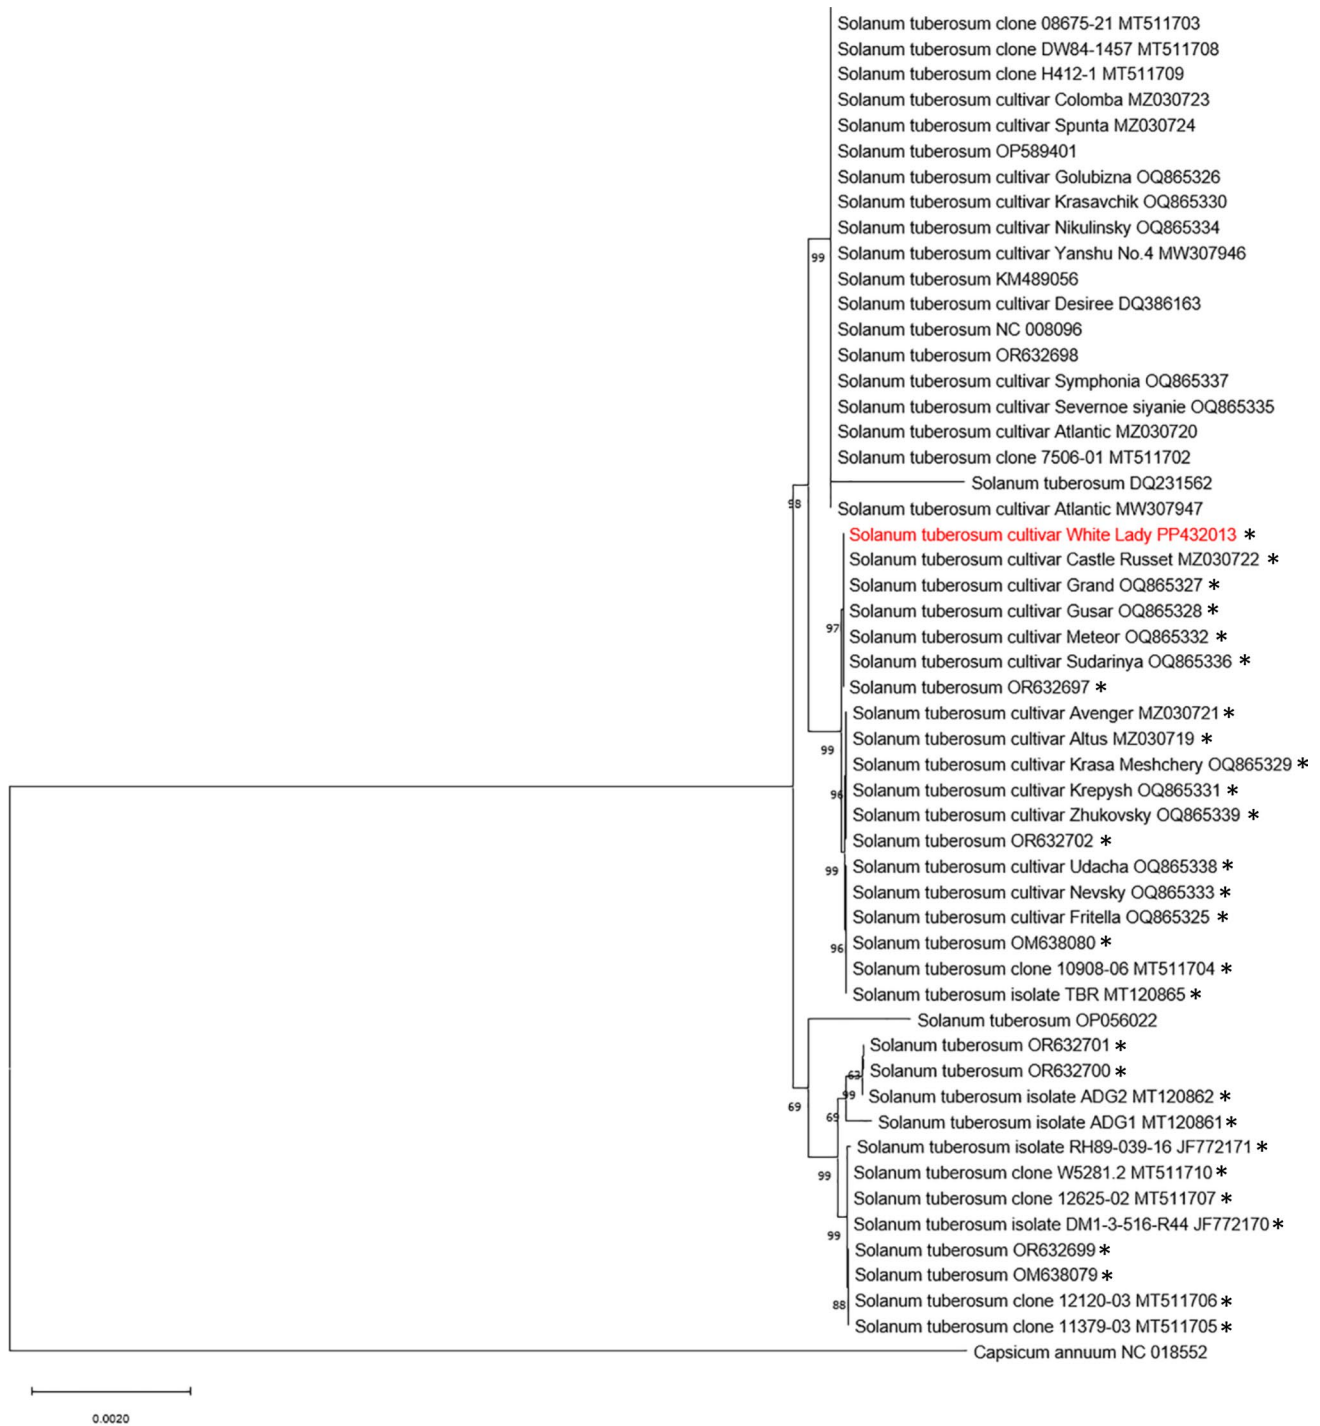 Solanum tuberosum clone 08675-21 MT511703
Solanum tuberosum clone DW84-1457 MT511708
Solanum tuberosum clone H412-1 MT511709
Solanum tuberosum cultivar Colomba MZ030723
Solanum tuberosum cultivar Spunta MZ030724
Solanum tuberosum OP589401
Solanum tuberosum cultivar Golubizna OQ865326
Solanum tuberosum cultivar Krasavchik OQ865330
Solanum tuberosum cultivar Nikulinsky OQ865334
99 Solanum tuberosum cultivar Yanshu No.4 MW307946
Solanum tuberosum KM489056
Solanum tuberosum cultivar Desiree DQ386163
Solanum tuberosum NC 008096
Solanum tuberosum OR632698
Solanum tuberosum cultivar Symphonia OQ865337
Solanum tuberosum cultivar Severnoe siyanie OQ865335
Solanum tuberosum cultivar Atlantic MZ030720
Solanum tuberosum clone 7506-01 MT511702
Solanum tuberosum DQ231562
98 Solanum tuberosum cultivar Atlantic MW307947
Solanum tuberosum cultivar White Lady PP432013 *
Solanum tuberosum cultivar Castle Russet MZ030722 *
Solanum tuberosum cultivar Grand OQ865327 *
Solanum tuberosum cultivar Gusar OQ865328 *
97 Solanum tuberosum cultivar Meteor OQ865332 *
Solanum tuberosum cultivar Sudarinya OQ865336 *
Solanum tuberosum OR632697 *
Solanum tuberosum cultivar Avenger MZ030721 *
99 Solanum tuberosum cultivar Altus MZ030719 *
Solanum tuberosum cultivar Krasa Meshchery OQ865329 *
96 Solanum tuberosum cultivar Krepysh OQ865331 *
Solanum tuberosum cultivar Zhukovsky OQ865339 *
Solanum tuberosum OR632702 *
99 Solanum tuberosum cultivar Udacha OQ865338 *
Solanum tuberosum cultivar Nevsky OQ865333 *
Solanum tuberosum cultivar Fritella OQ865325 *
96 Solanum tuberosum OM638080 *
Solanum tuberosum clone 10908-06 MT511704 *
Solanum tuberosum isolate TBR MT120865 *
Solanum tuberosum OP056022
Solanum tuberosum OR632701 *
63 Solanum tuberosum OR632700 *
99 Solanum tuberosum isolate ADG2 MT120862 *
69 69 Solanum tuberosum isolate ADG1 MT120861 *
Solanum tuberosum isolate RH89-039-16 JF772171 *
99 Solanum tuberosum clone W5281.2 MT511710 *
Solanum tuberosum clone 12625-02 MT511707 *
99 Solanum tuberosum isolate DM1-3-516-R44 JF772170 *
Solanum tuberosum OR632699 *
Solanum tuberosum OM638079 *
88 Solanum tuberosum clone 12120-03 MT511706 *
Solanum tuberosum clone 11379-03 MT511705 *
Capsicum annuum NC 018552
0.0020